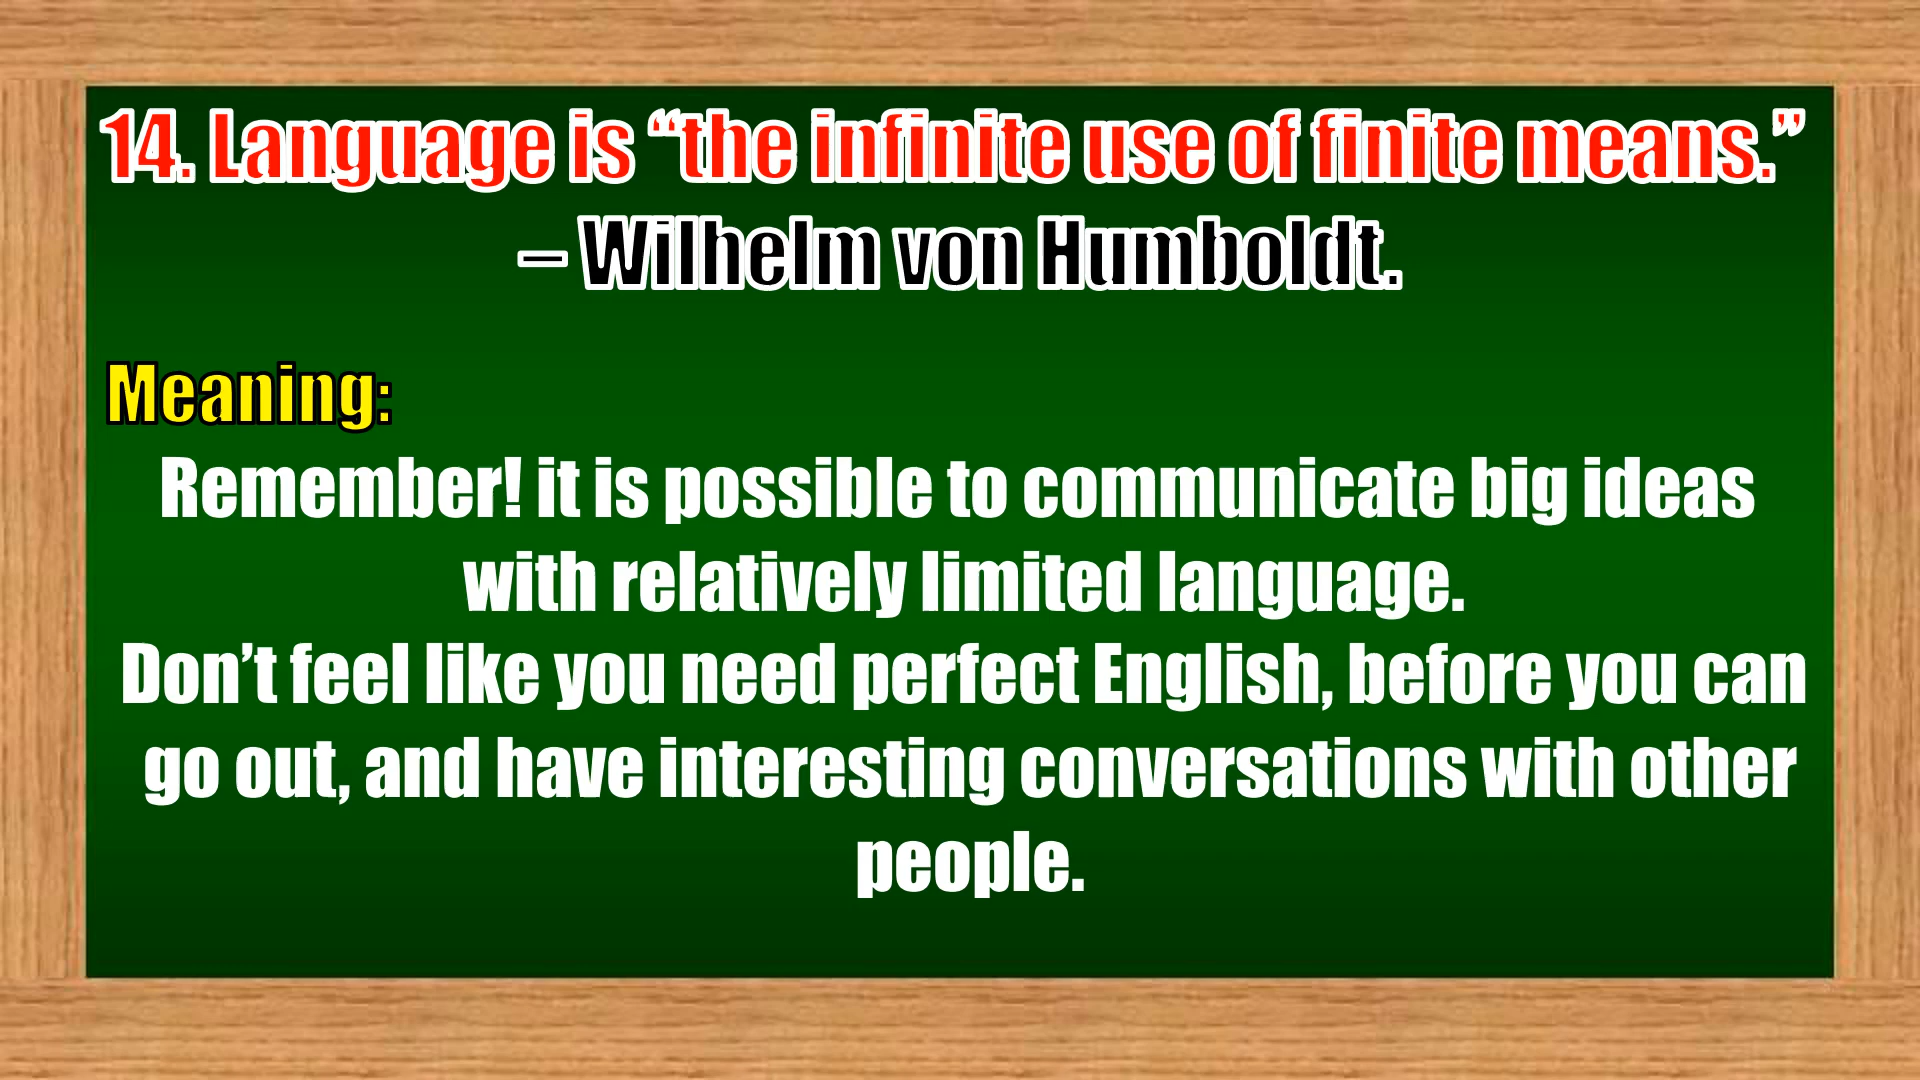 14. Language is “the infinite use of finite means.”
– Wilhelm von Humboldt.
Meaning:
Remember! it is possible to communicate big ideas
with relatively limited language.
Don’t feel like you need perfect English, before you can
go out, and have interesting conversations with other
people.